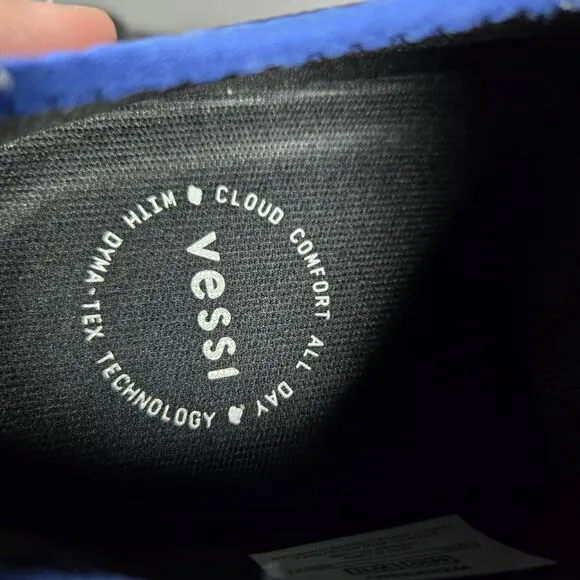 CLOUD COMFORT ALL DAY
WITH DYMA-TEX TECHNOLOGY
vessi